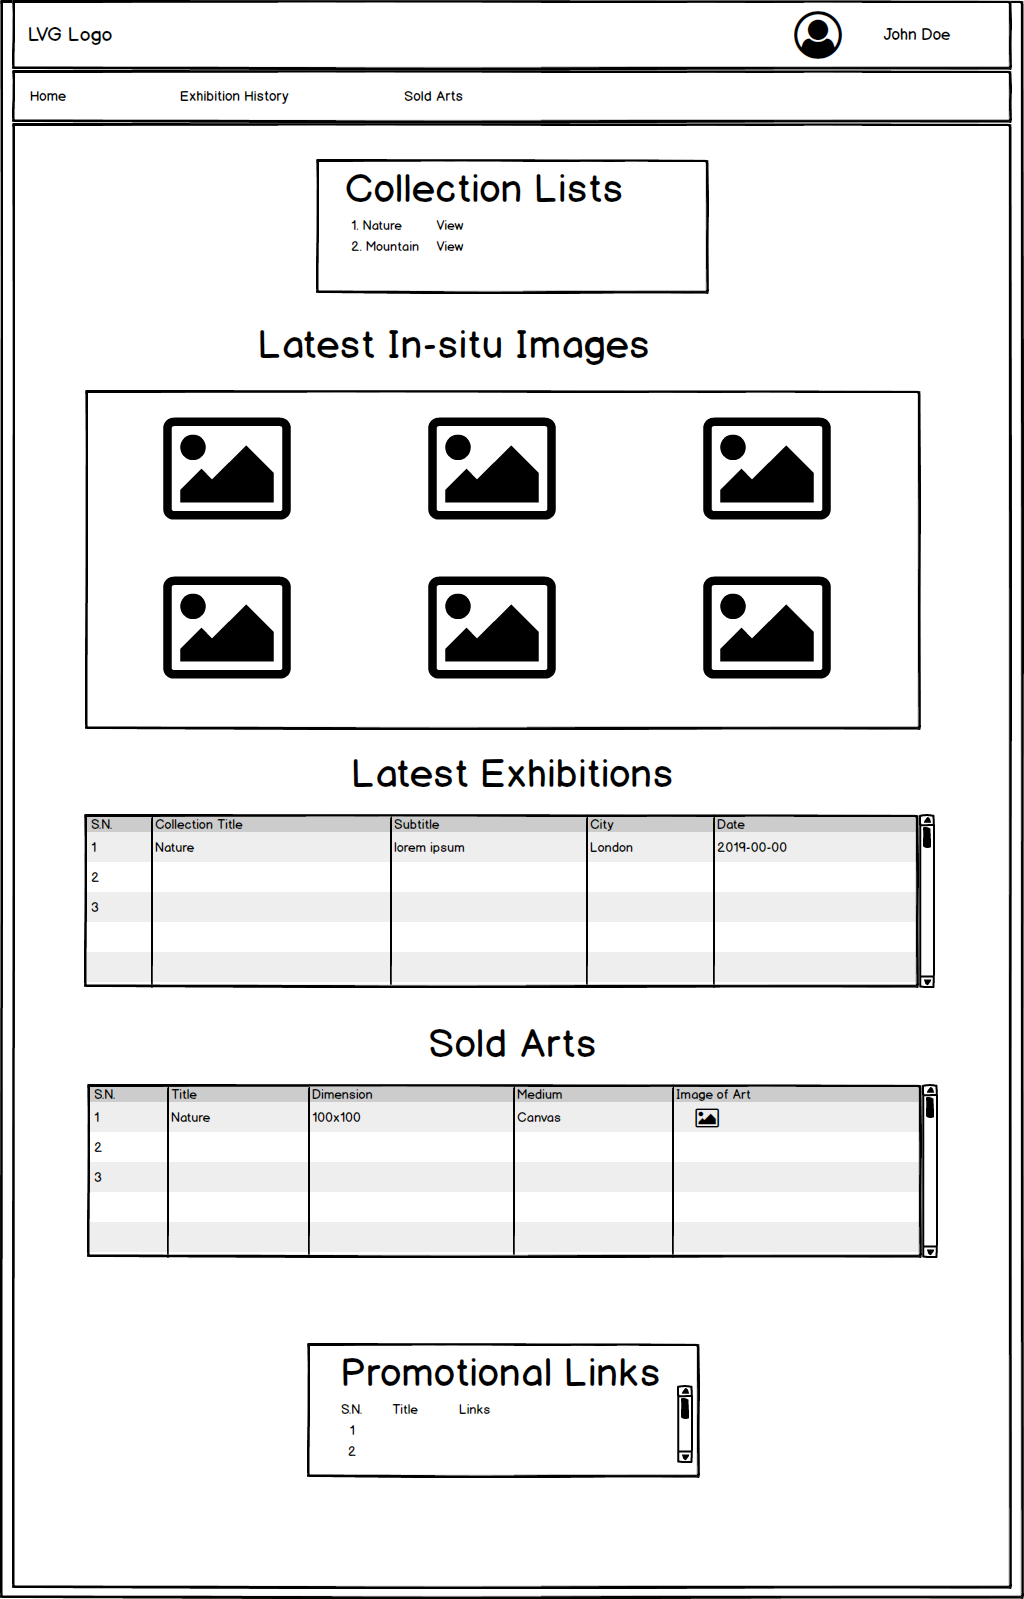 LVG Logo John Doe
Home Exhibition History Sold Arts
Collection Lists
1. Nature View
2. Mountain View
Latest In-situ Images
Latest Exhibitions
S.N. Collection Title Subtitle City Date
1 Nature lorem ipsum London 2019-00-00
2
3
Sold Arts
S.N. Title Dimension Medium Image of Art
1 Nature 100x100 Canvas
2
3
Promotional Links
S.N. Title Links
1
2